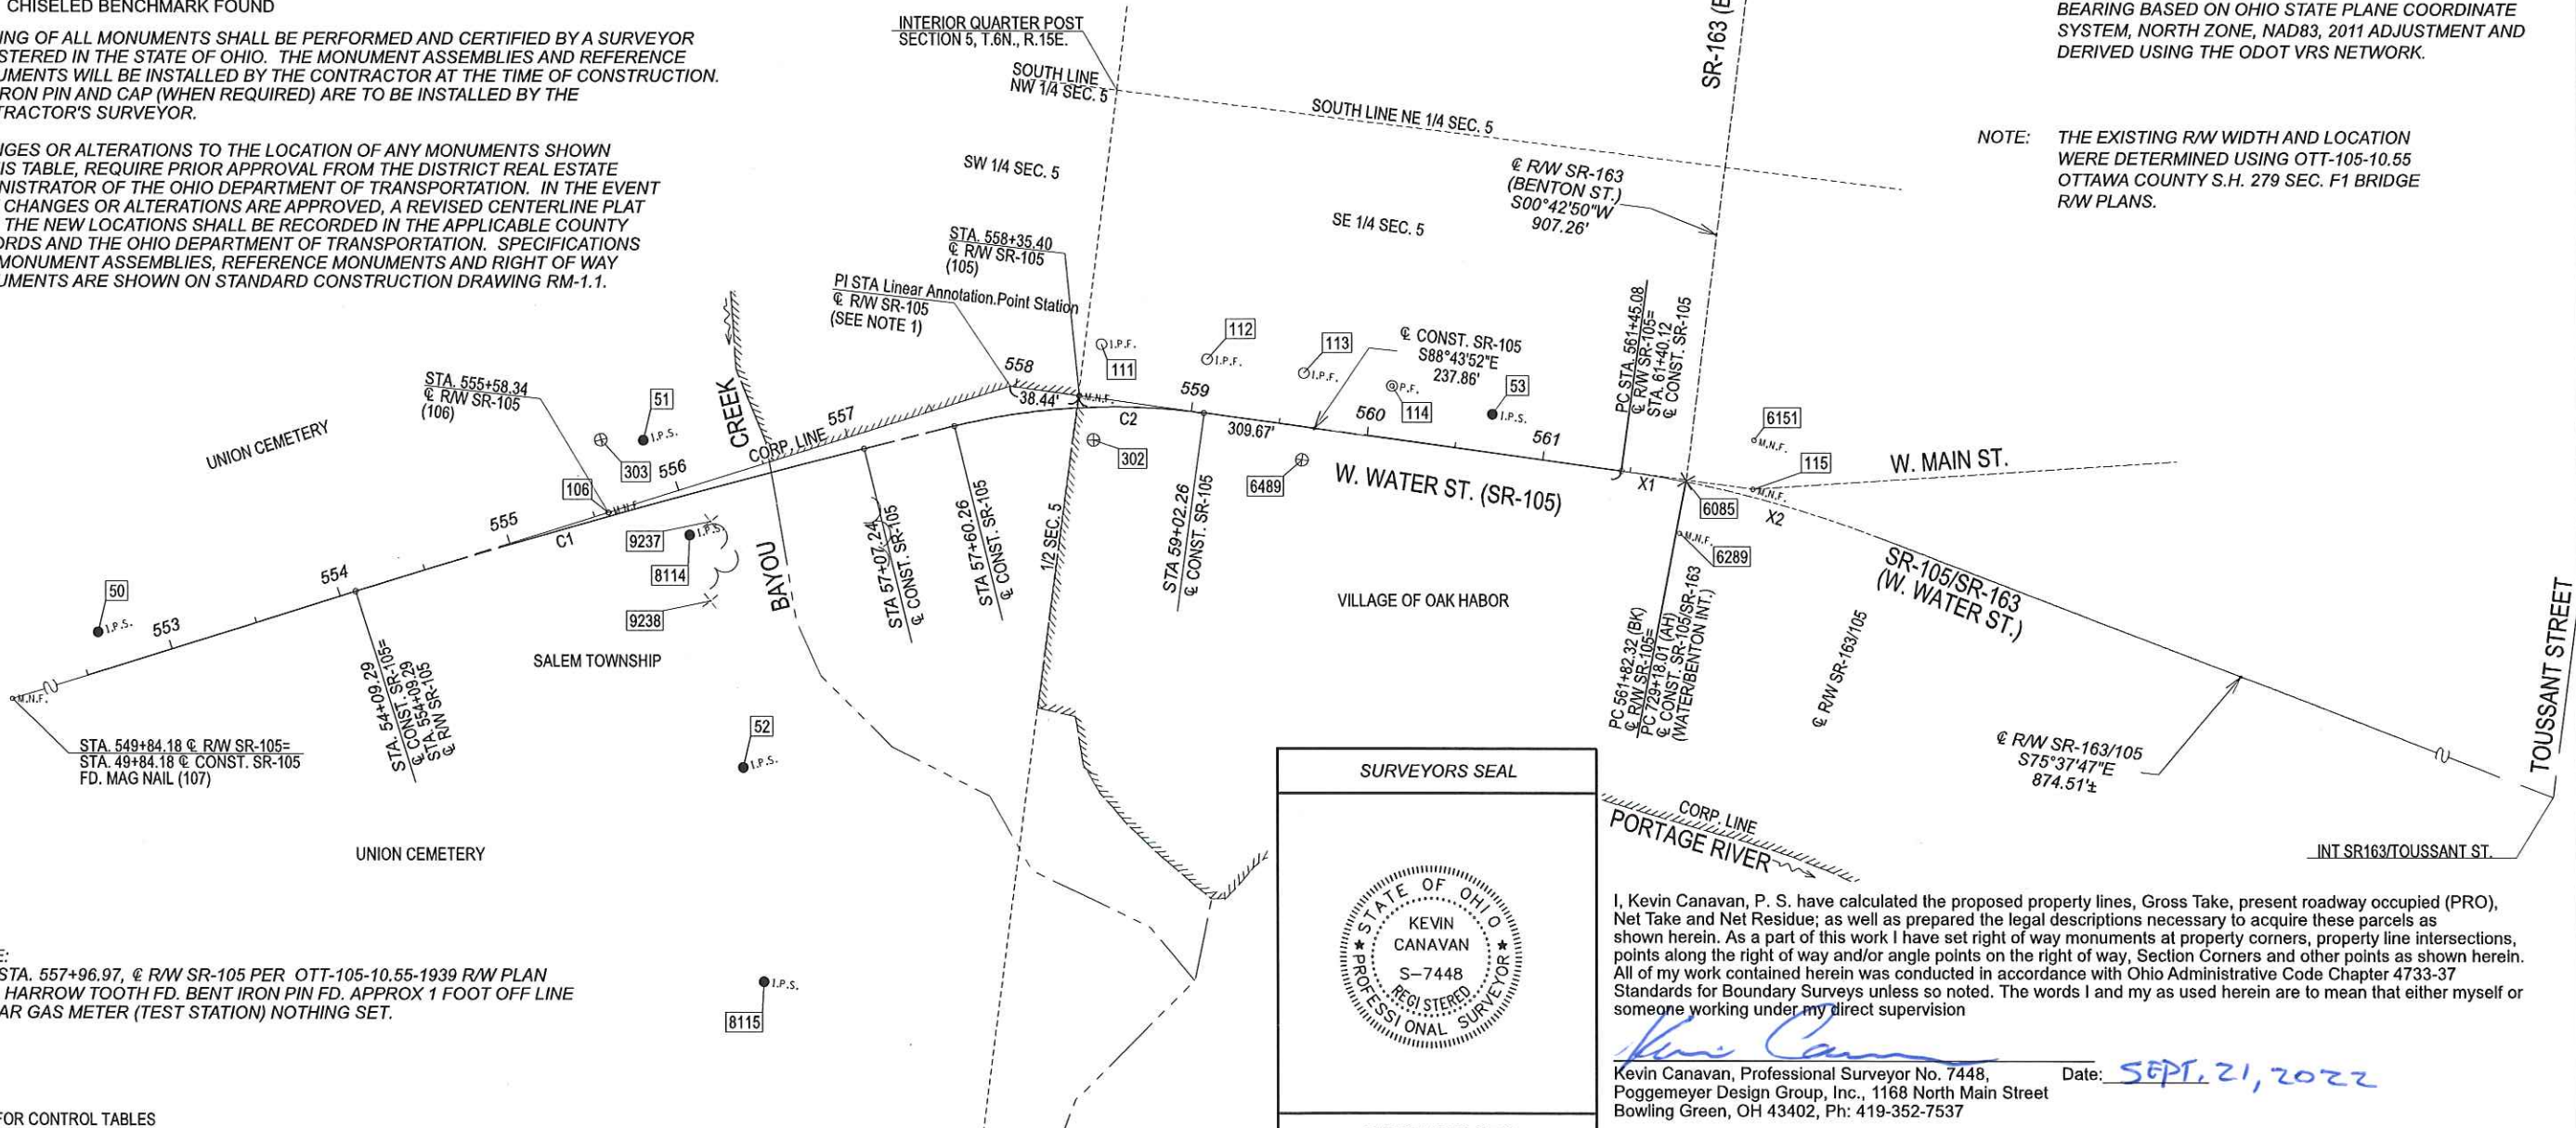 CHISELED BENCHMARK FOUND
ING OF ALL MONUMENTS SHALL BE PERFORMED AND CERTIFIED BY A SURVEYOR
STERED IN THE STATE OF OHIO. THE MONUMENT ASSEMBLIES AND REFERENCE
UMENTS WILL BE INSTALLED BY THE CONTRACTOR AT THE TIME OF CONSTRUCTION.
RON PIN AND CAP (WHEN REQUIRED) ARE TO BE INSTALLED BY THE
TRACTOR'S SURVEYOR.
NGES OR ALTERATIONS TO THE LOCATION OF ANY MONUMENTS SHOWN
IS TABLE, REQUIRE PRIOR APPROVAL FROM THE DISTRICT REAL ESTATE
NISTRATOR OF THE OHIO DEPARTMENT OF TRANSPORTATION. IN THE EVENT
CHANGES OR ALTERATIONS ARE APPROVED, A REVISED CENTERLINE PLAT
THE NEW LOCATIONS SHALL BE RECORDED IN THE APPLICABLE COUNTY
ORDS AND THE OHIO DEPARTMENT OF TRANSPORTATION. SPECIFICATIONS
MONUMENT ASSEMBLIES, REFERENCE MONUMENTS AND RIGHT OF WAY
UMENTS ARE SHOWN ON STANDARD CONSTRUCTION DRAWING RM-1.1.
INTERIOR QUARTER POST
SECTION 5, T.6N., R.15E.
SOUTH LINE
NW 1/4 SEC. 5
SOUTH LINE NE 1/4 SEC. 5
SW 1/4 SEC. 5
SE 1/4 SEC. 5
SR-163 (B
℄ R/W SR-163
(BENTON ST.)
S00°42'50"W
907.26'
BEARING BASED ON OHIO STATE PLANE COORDINATE
SYSTEM, NORTH ZONE, NAD83, 2011 ADJUSTMENT AND
DERIVED USING THE ODOT VRS NETWORK.
NOTE: THE EXISTING R/W WIDTH AND LOCATION
WERE DETERMINED USING OTT-105-10.55
OTTAWA COUNTY S.H. 279 SEC. F1 BRIDGE
R/W PLANS.
STA. 558+35.40
℄ R/W SR-105
(105)
PI STA Linear Annotation.Point Station
℄ R/W SR-105
(SEE NOTE 1)
STA. 555+58.34
℄ R/W SR-105
(106)
UNION CEMETERY
51
I.P.S.
303
556
106
M.N.F.
555
C1
554
553
50
I.P.S.
M.N.F.
CREEK
BAYOU
CORP. LINE
557
558
38.44'
M.N.F.
111
I.P.F.
112
I.P.F.
113
I.P.F.
℄ CONST. SR-105
S88°43'52"E
237.86'
P.F.
114
53
I.P.S.
C2
559
309.67'
560
561
302
6489
W. WATER ST. (SR-105)
PC STA. 561+45.08
℄ R/W SR-105=
STA. 61+40.12
℄ CONST. SR-105
X1
6085
X2
6151
M.N.F.
115
M.N.F.
W. MAIN ST.
M.N.F.
6289
SR-105/SR-163
(W. WATER ST.)
9237
I.P.S.
8114
9238
STA 57+07.24
℄ CONST. SR-105
STA 57+60.26
℄ CONST. SR-105
1/2 SEC. 5
STA 59+02.26
℄ CONST. SR-105
VILLAGE OF OAK HABOR
SALEM TOWNSHIP
STA. 54+09.29
℄ CONST. SR-105=
STA. 554+09.29
℄ R/W SR-105
PC 561+82.32 (BK)
℄ R/W SR-105=
PC 729+18.01 (AH)
℄ CONST. SR-105/SR-163
(WATER/BENTON INT.)
℄ R/W SR-163/105
℄ R/W SR-163/105
S75°37'47"E
874.51'±
TOUSSANT STREET
INT SR163/TOUSSANT ST.
STA. 549+84.18 ℄ R/W SR-105=
STA. 49+84.18 ℄ CONST. SR-105
FD. MAG NAIL (107)
52
I.P.S.
UNION CEMETERY
CORP. LINE
PORTAGE RIVER
SURVEYORS SEAL
STATE OF OHIO
KEVIN
CANAVAN
S-7448
REGISTERED
PROFESSIONAL SURVEYOR
E:
STA. 557+96.97, ℄ R/W SR-105 PER OTT-105-10.55-1939 R/W PLAN
HARROW TOOTH FD. BENT IRON PIN FD. APPROX 1 FOOT OFF LINE
AR GAS METER (TEST STATION) NOTHING SET.
I.P.S.
8115
FOR CONTROL TABLES
I, Kevin Canavan, P. S. have calculated the proposed property lines, Gross Take, present roadway occupied (PRO),
Net Take and Net Residue; as well as prepared the legal descriptions necessary to acquire these parcels as
shown herein. As a part of this work I have set right of way monuments at property corners, property line intersections,
points along the right of way and/or angle points on the right of way, Section Corners and other points as shown herein.
All of my work contained herein was conducted in accordance with Ohio Administrative Code Chapter 4733-37
Standards for Boundary Surveys unless so noted. The words I and my as used herein are to mean that either myself or
someone working under my direct supervision
Kevin Canavan, Professional Surveyor No. 7448,
Poggemeyer Design Group, Inc., 1168 North Main Street
Bowling Green, OH 43402, Ph: 419-352-7537
Date: SEPT. 21, 2022